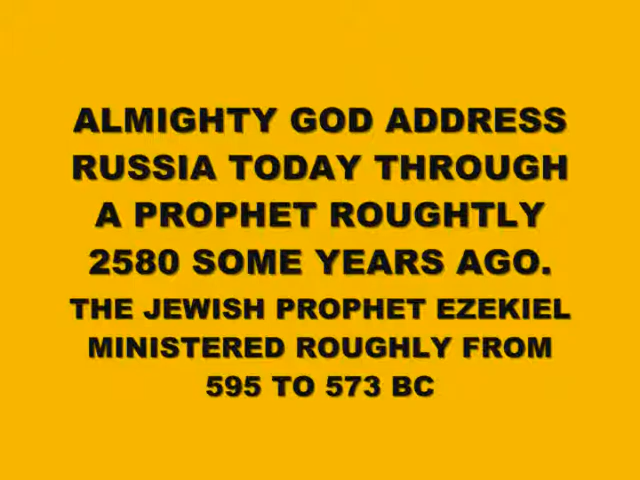 ALMIGHTY GOD ADDRESS
RUSSIA TODAY THROUGH
A PROPHET ROUGHTLY
2580 SOME YEARS AGO.
THE JEWISH PROPHET EZEKIEL
MINISTERED ROUGHLY FROM
595 TO 573 BC